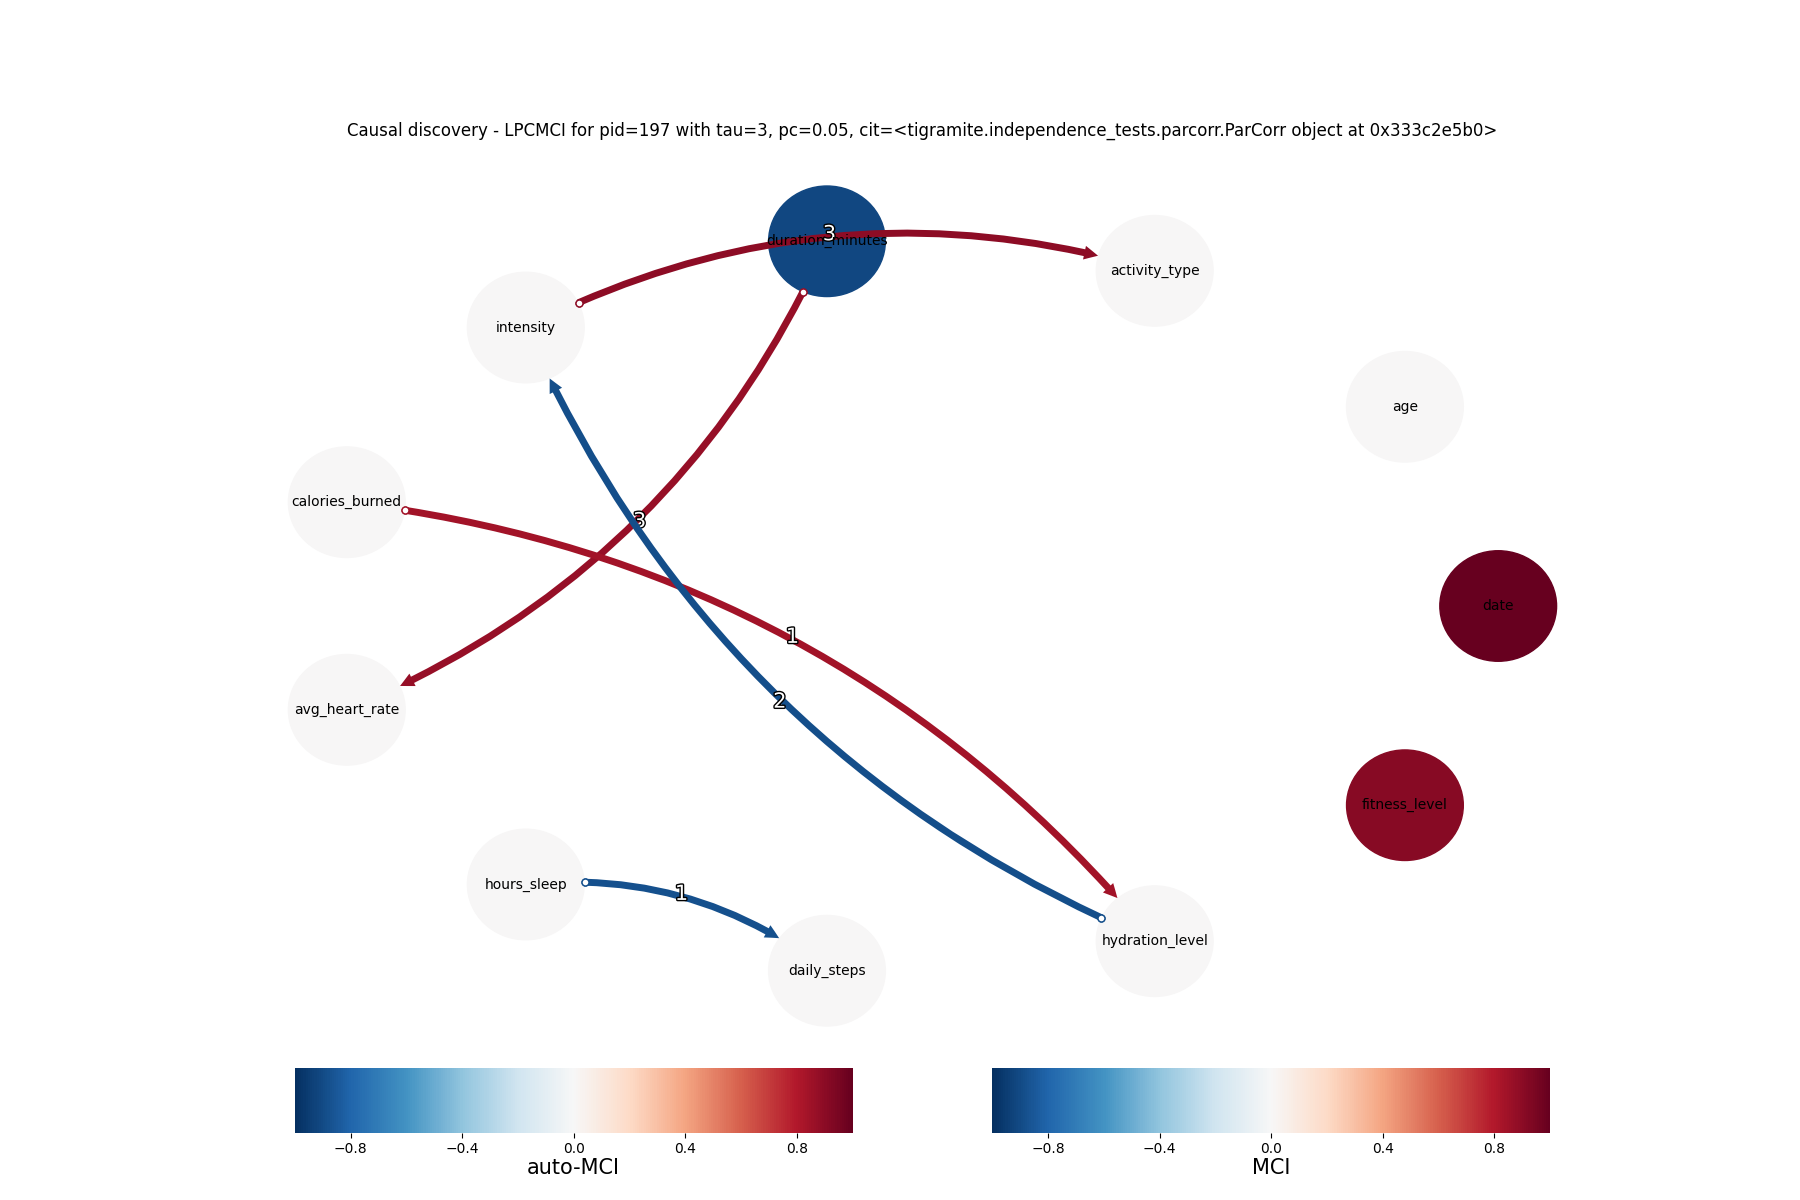 Causal discovery - LPCMCI for pid=197 with tau=3, pc=0.05, cit=<tigramite.independence_tests.parcorr.ParCorr object at 0x333c2e5b0>
3
duration_minutes
activity_type
intensity
age
calories_burned
3
date
1
2
avg_heart_rate
fitness_level
hours_sleep
1
hydration_level
daily_steps
−0.8 −0.4 0.0 0.4 0.8
auto-MCI
−0.8 −0.4 0.0 0.4 0.8
MCI